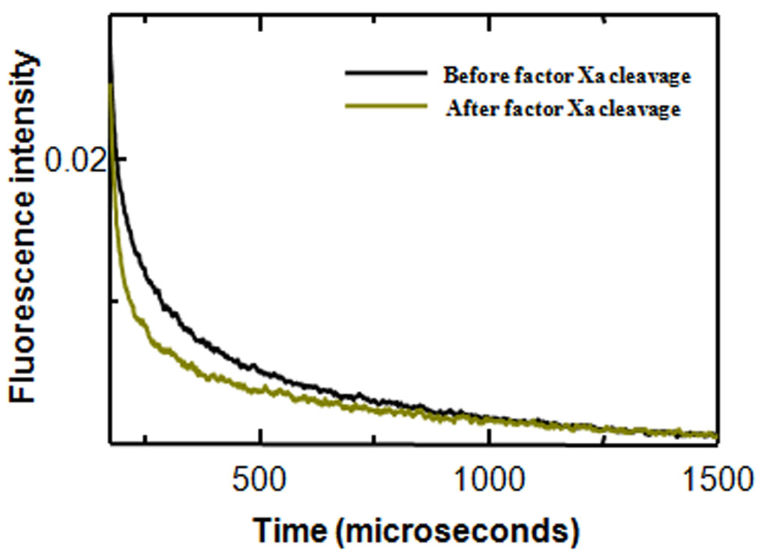 Before factor Xa cleavage
After factor Xa cleavage
Fluorescence intensity
0.02
500 1000 1500
Time (microseconds)